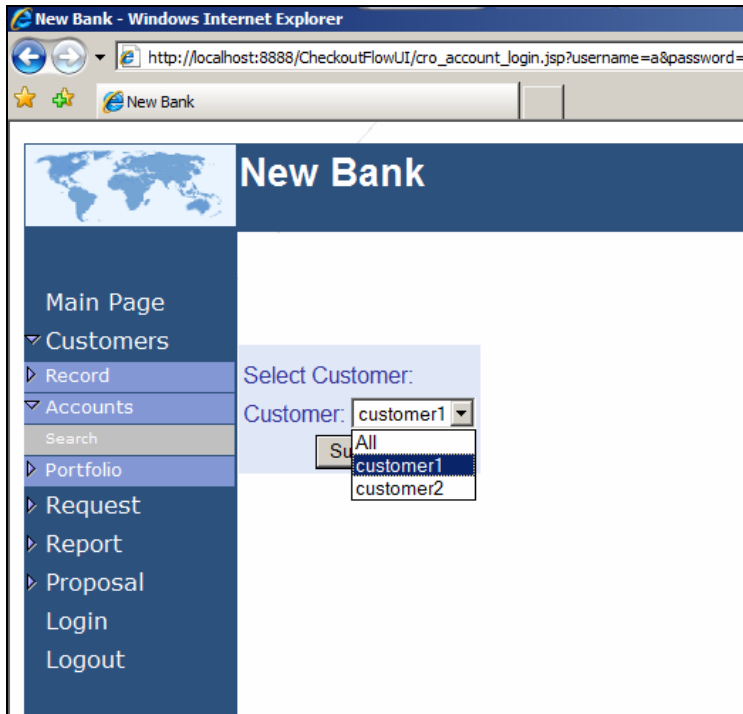 New Bank - Windows Internet Explorer
http://localhost:8888/CheckoutFlowUI/cro_account_login.jsp?username=a&password=
New Bank
New Bank
Main Page
Customers
Record
Accounts
Search
Portfolio
Request
Report
Proposal
Login
Logout
Select Customer:
Customer: customer1
Su
All
customer1
customer2